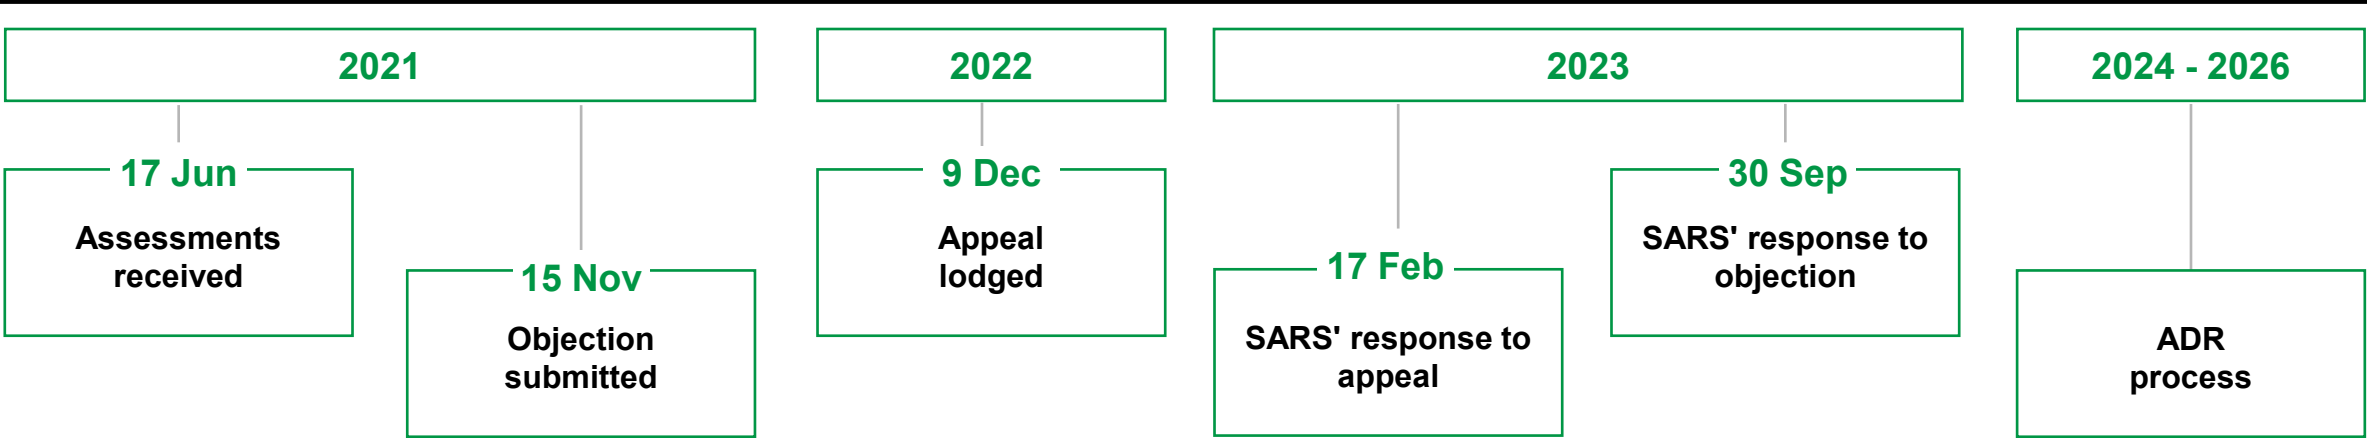 2021
17 Jun
Assessments
received
15 Nov
Objection
submitted
2022
9 Dec
Appeal
lodged
2023
17 Feb
SARS' response to
appeal
30 Sep
SARS' response to
objection
2024 - 2026
ADR
process